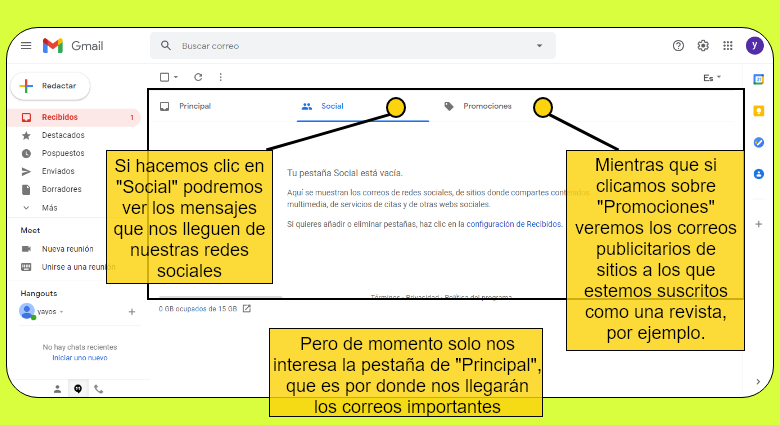 Gmail
Buscar correo
y
Redactar
Es
Recibidos 1
Destacados
Pospuestos
Enviados
Borradores
Más
Meet
Nueva reunión
Unirse a una reunión
Hangouts
yayos
No hay chats recientes
Iniciar uno nuevo
Principal
Social
Promociones
Tu pestaña Social está vacía.
Aquí se muestran los correos de redes sociales, de sitios donde compartes contenidos
multimedia, de servicios de citas y de otras webs sociales.
Si quieres añadir o eliminar pestañas, haz clic en la configuración de Recibidos.
Términos · Privacidad · Política del programa
0 GB ocupados de 15 GB
Si hacemos clic en
"Social" podremos
ver los mensajes
que nos lleguen de
nuestras redes
sociales
Mientras que si
clicamos sobre
"Promociones"
veremos los correos
publicitarios de
sitios a los que
estemos suscritos
como una revista,
por ejemplo.
Pero de momento solo nos
interesa la pestaña de "Principal",
que es por donde nos llegarán
los correos importantes